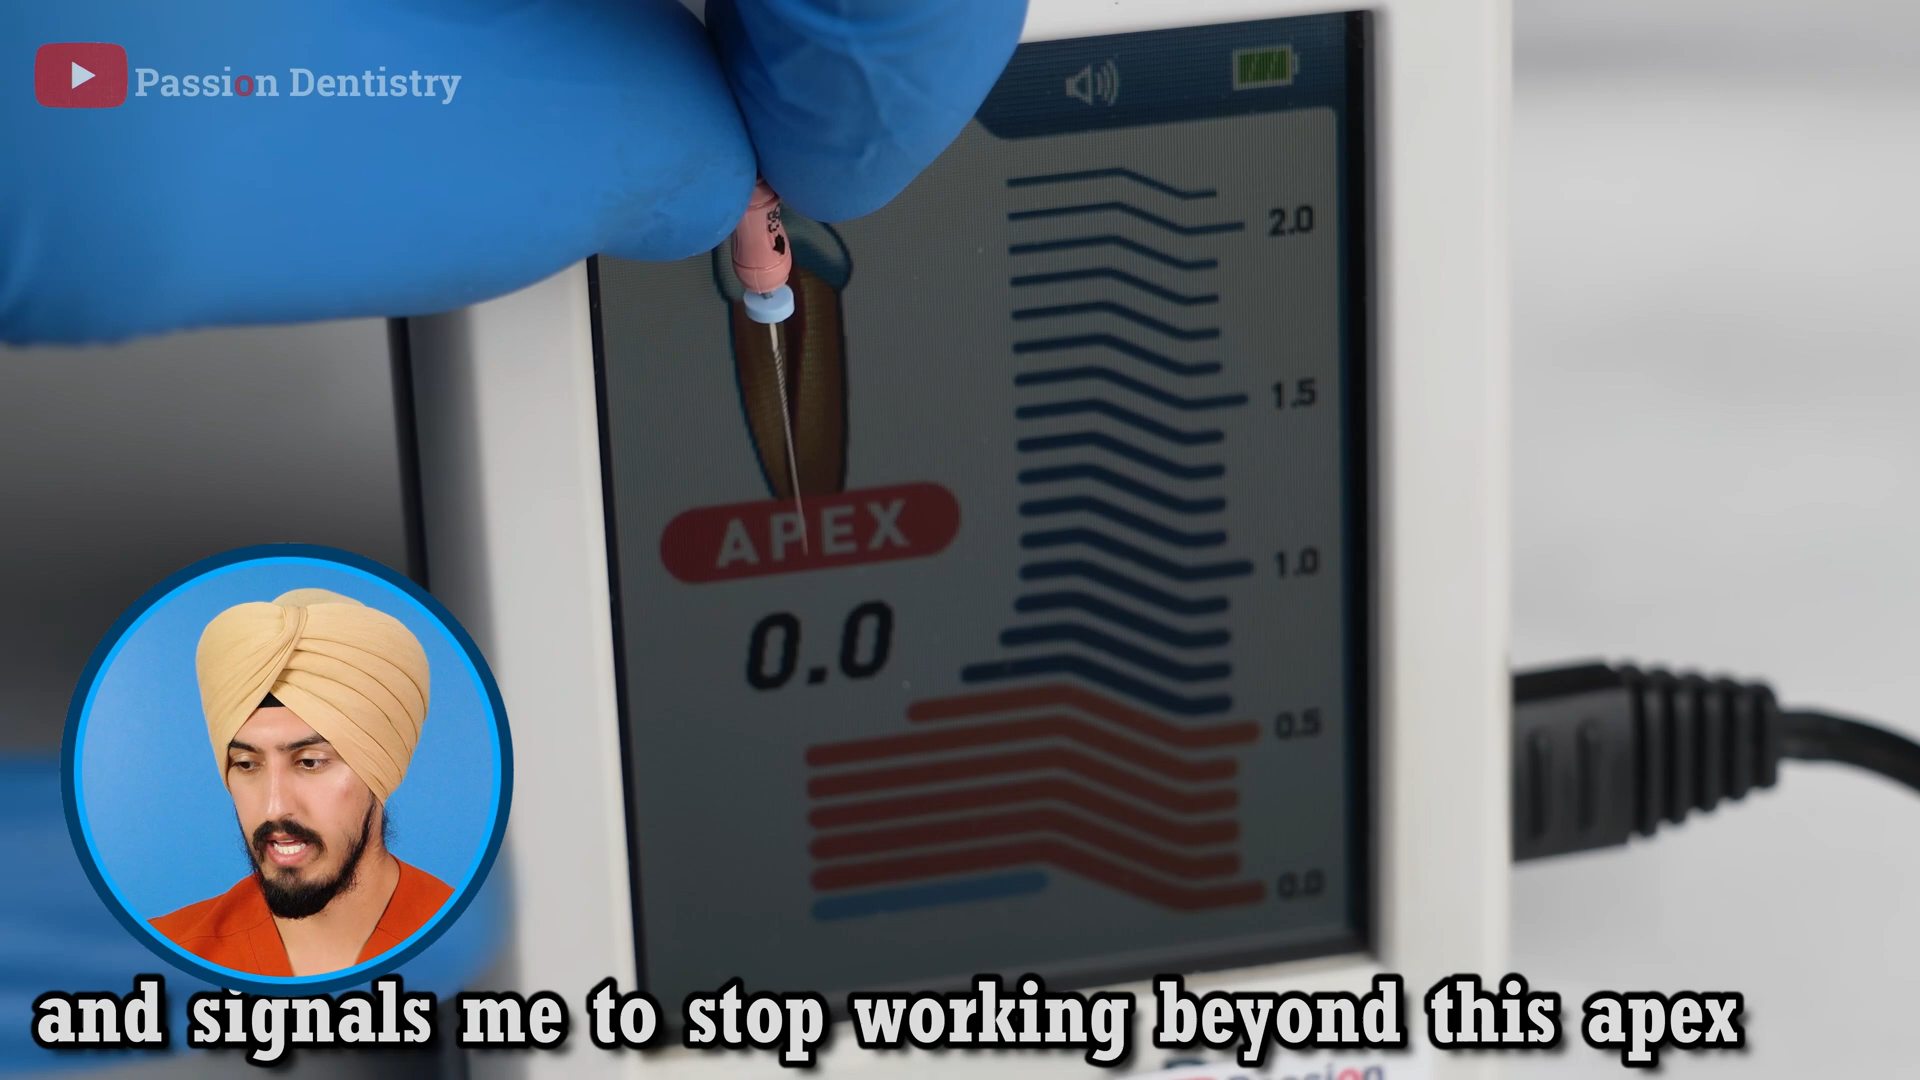 Passion Dentistry
2.0
1.5
APEX
1.0
0.0
0.5
0.0
and signals me to stop working beyond this apex